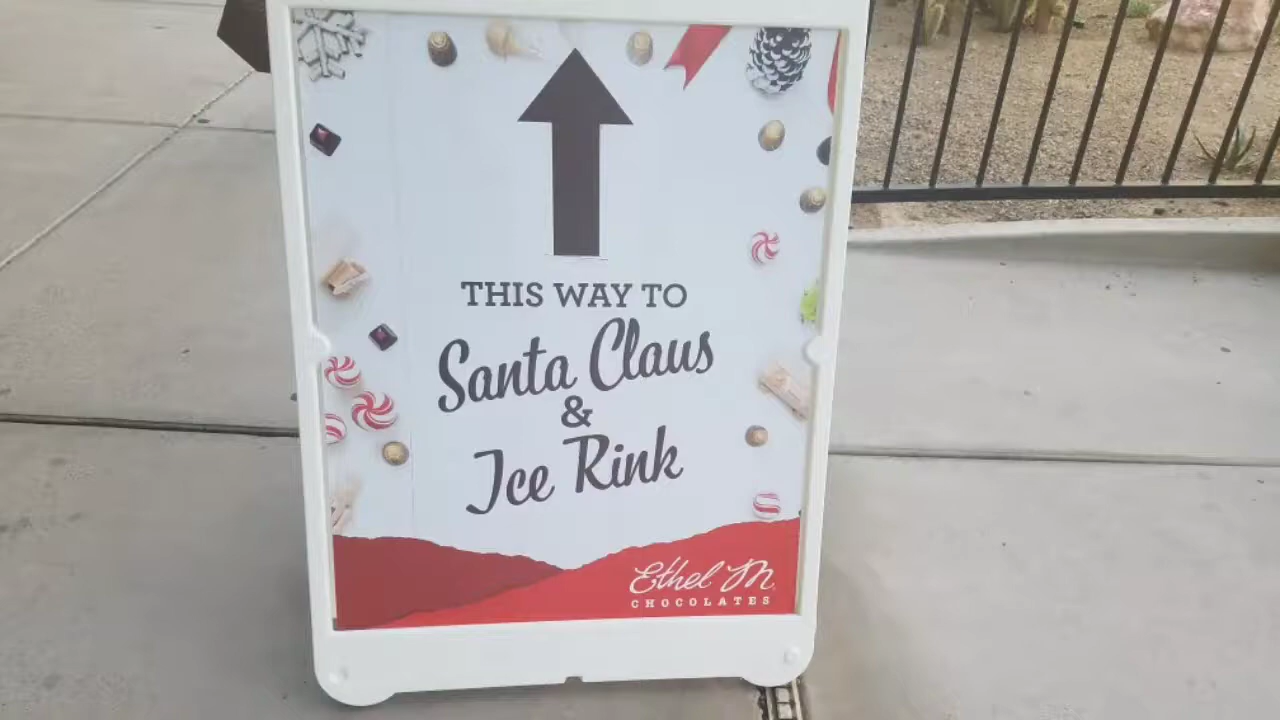 THIS WAY TO
Santa Claus
&
Ice Rink
Ethel M
CHOCOLATES